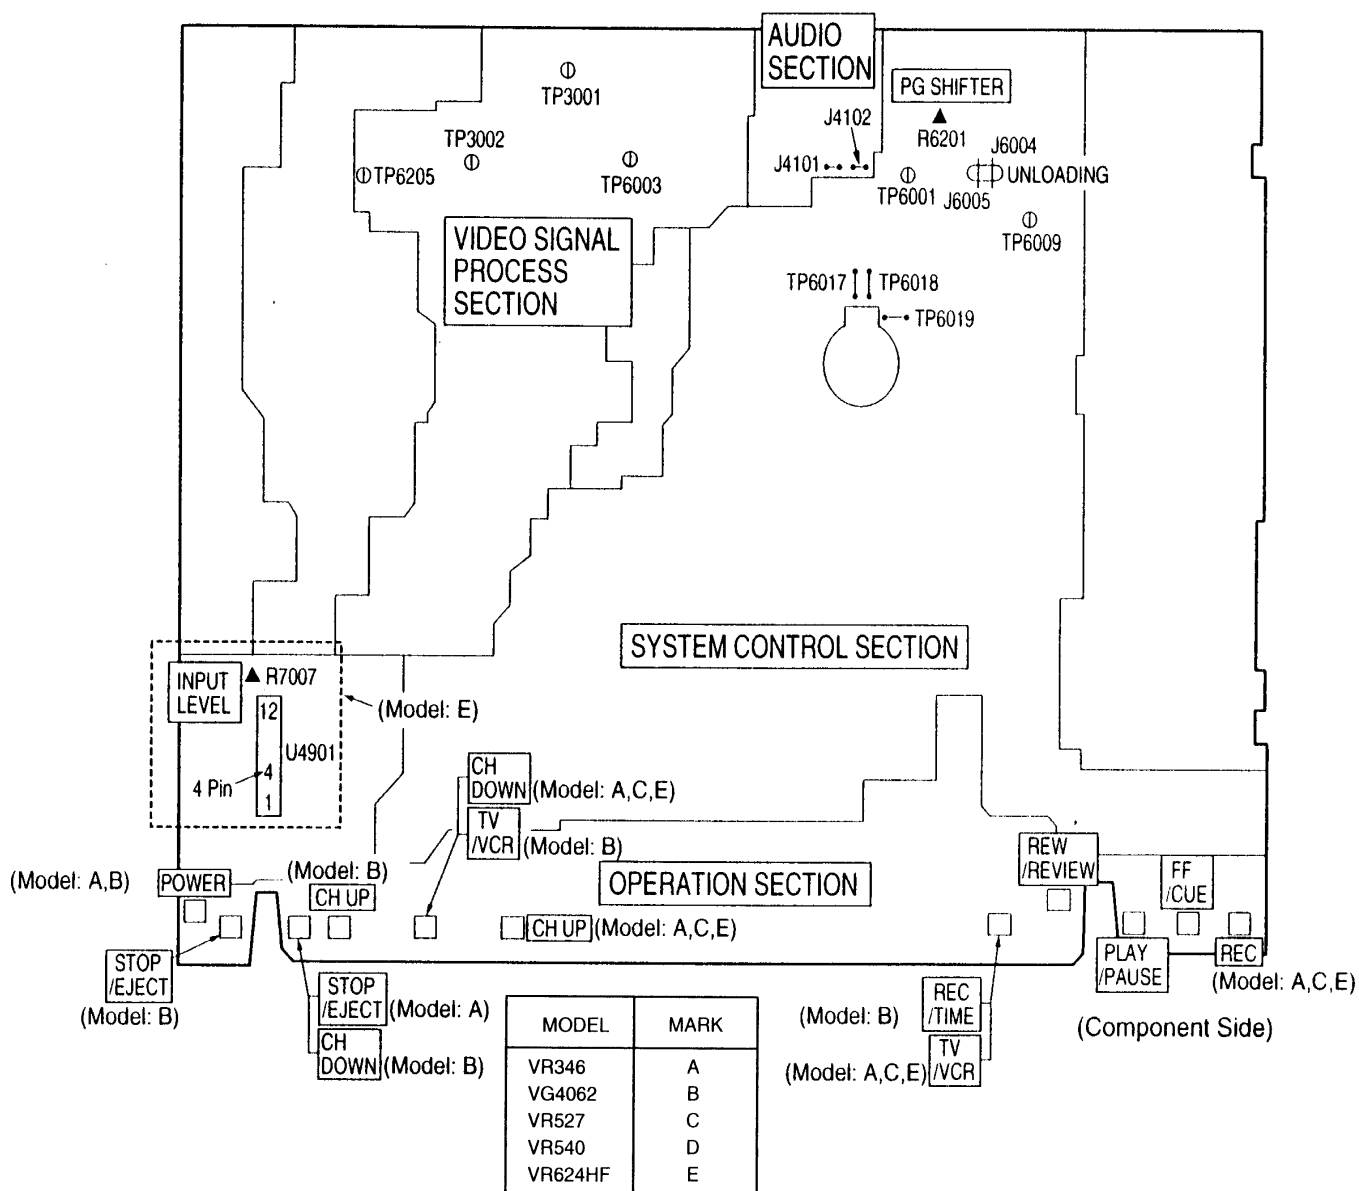 AUDIO
SECTION
PG SHIFTER
TP3001
J4102
R6201
TP3002
J6004
J4101
TP6205
TP6003
TP6001
UNLOADING
J6005
TP6009
VIDEO SIGNAL
PROCESS
SECTION
TP6017
TP6018
TP6019
SYSTEM CONTROL SECTION
INPUT
LEVEL
R7007
(Model: E)
12
U4901
4 Pin
4
1
CH
DOWN
(Model: A,C,E)
TV
/VCR
(Model: B)
REW
/REVIEW
(Model: A,B)
POWER
(Model: B)
CH UP
OPERATION SECTION
FF
/CUE
CH UP
(Model: A,C,E)
STOP
/EJECT
(Model: B)
STOP
/EJECT
(Model: A)
CH
DOWN
(Model: B)
(Model: B)
REC
/TIME
(Model: A,C,E)
TV
/VCR
PLAY
/PAUSE
REC
(Model: A,C,E)
(Component Side)
MODEL MARK
VR346 A
VG4062 B
VR527 C
VR540 D
VR624HF E